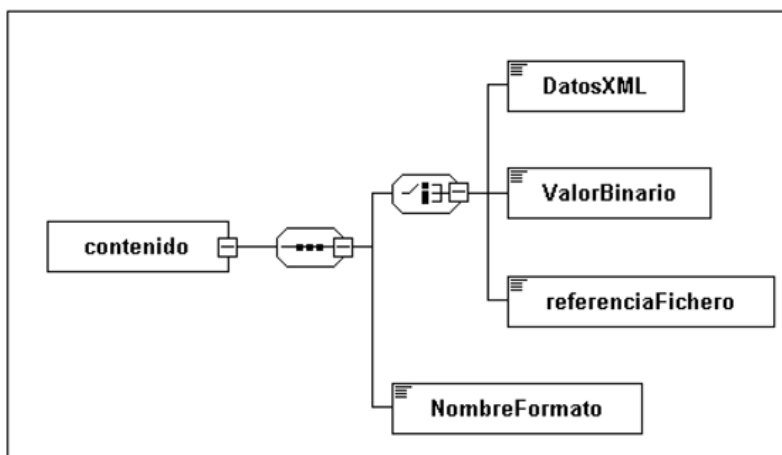 DatosXML
ValorBinario
contenido
referenciaFichero
NombreFormato